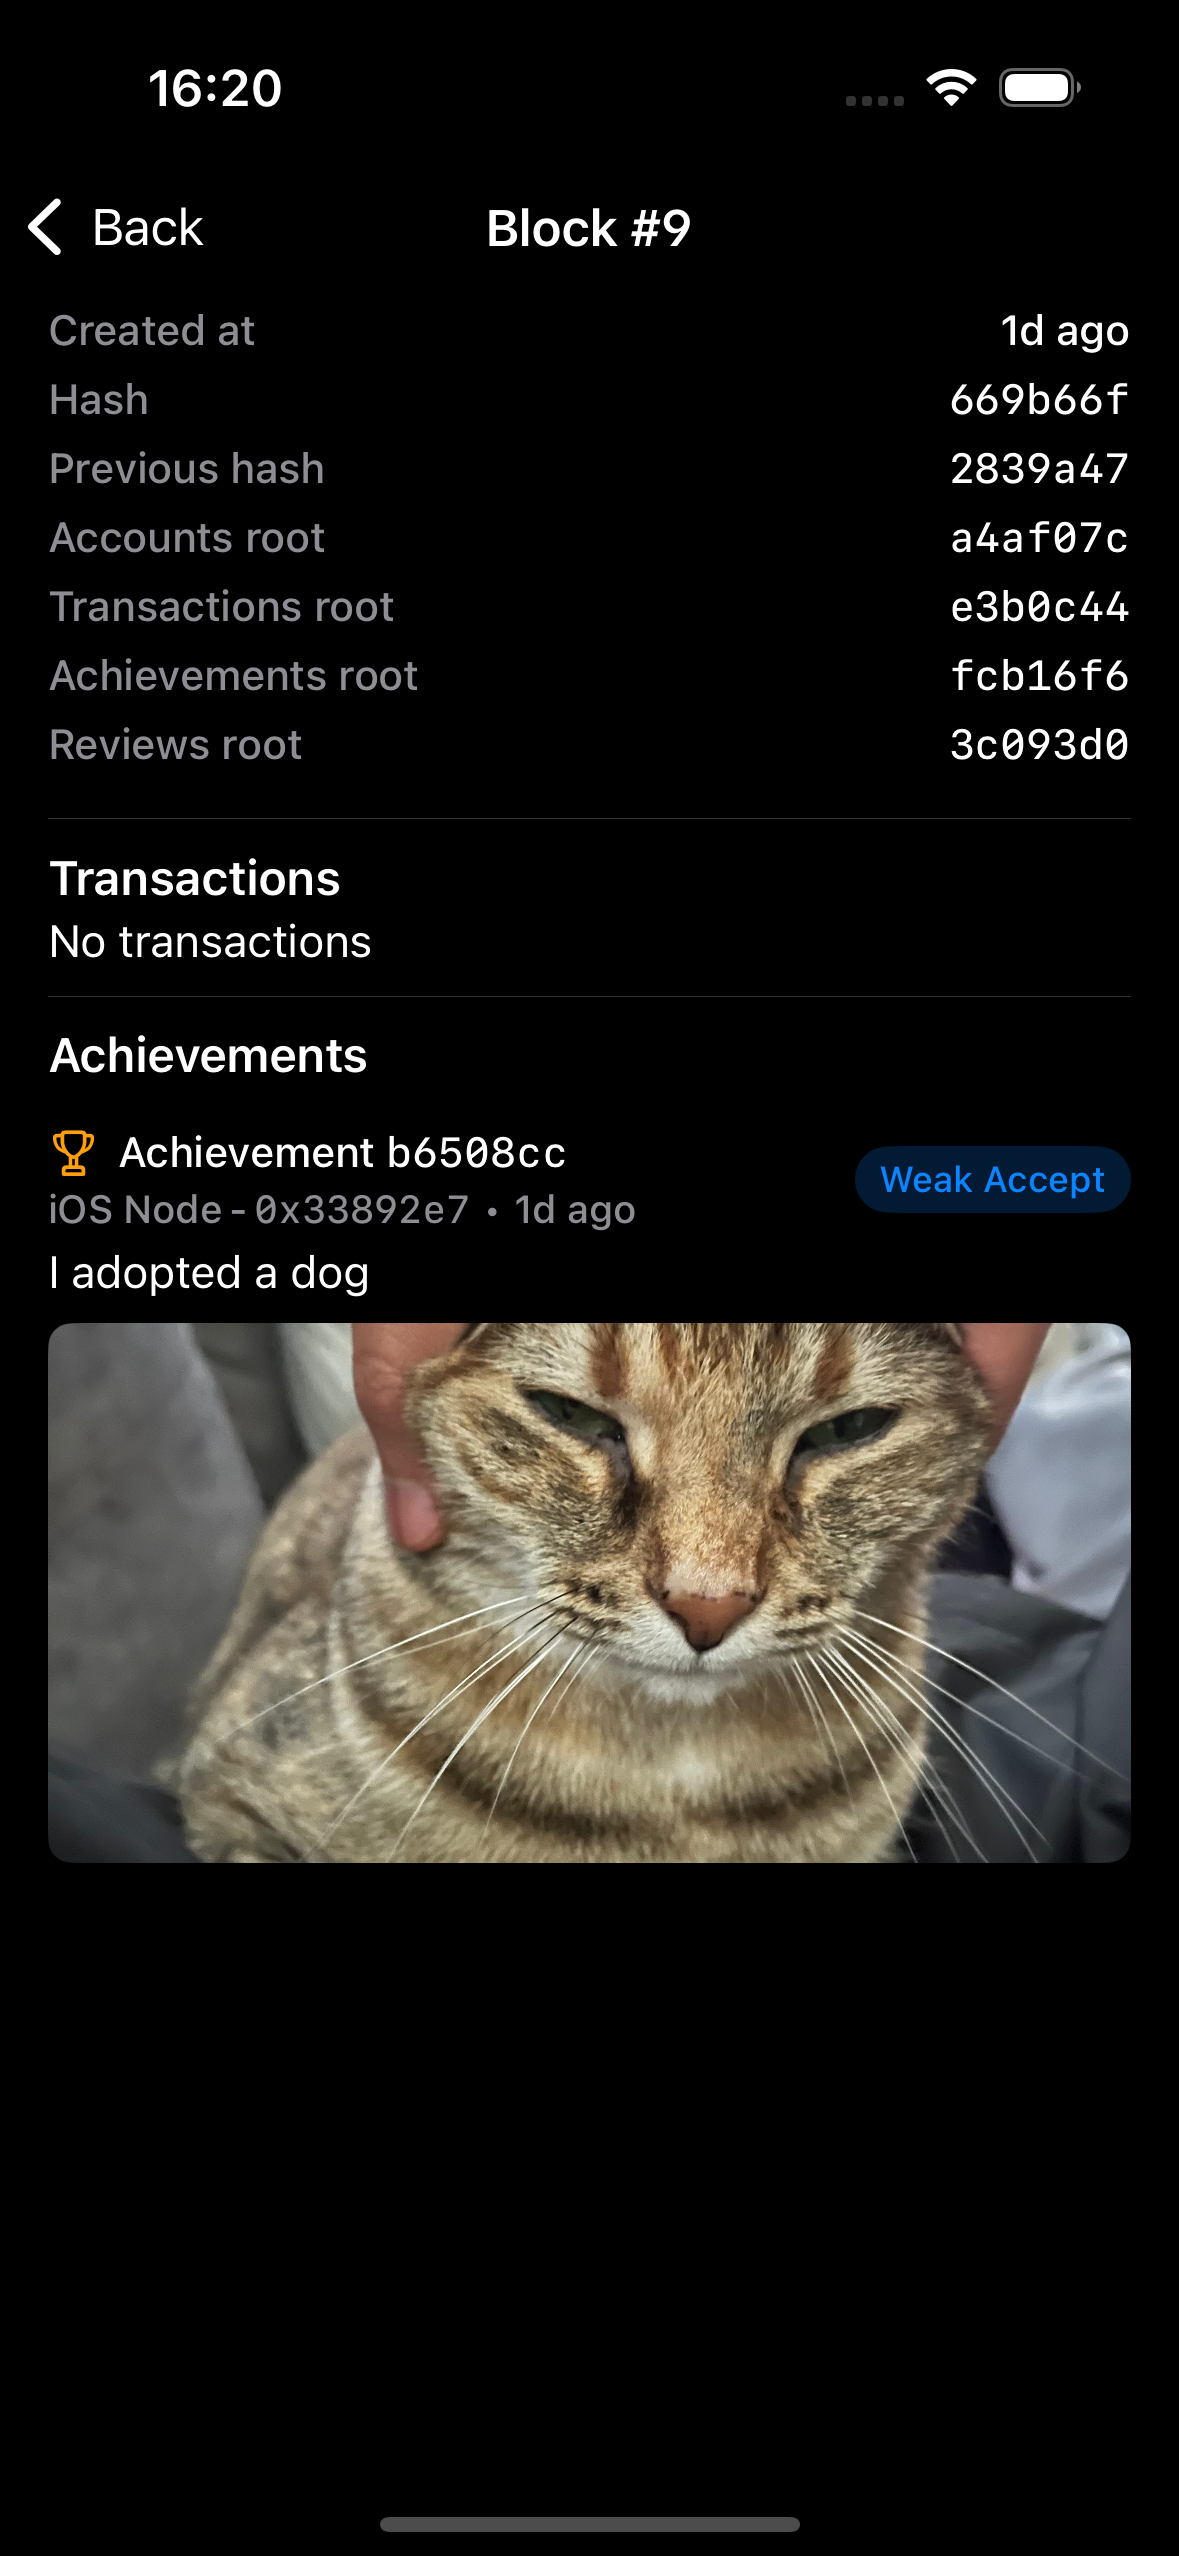 16:20
Back
Block #9
Created at 1d ago
Hash 669b66f
Previous hash 2839a47
Accounts root a4af07c
Transactions root e3b0c44
Achievements root fcb16f6
Reviews root 3c093d0
Transactions
No transactions
Achievements
Achievement b6508cc
Weak Accept
iOS Node - 0x33892e7 • 1d ago
I adopted a dog